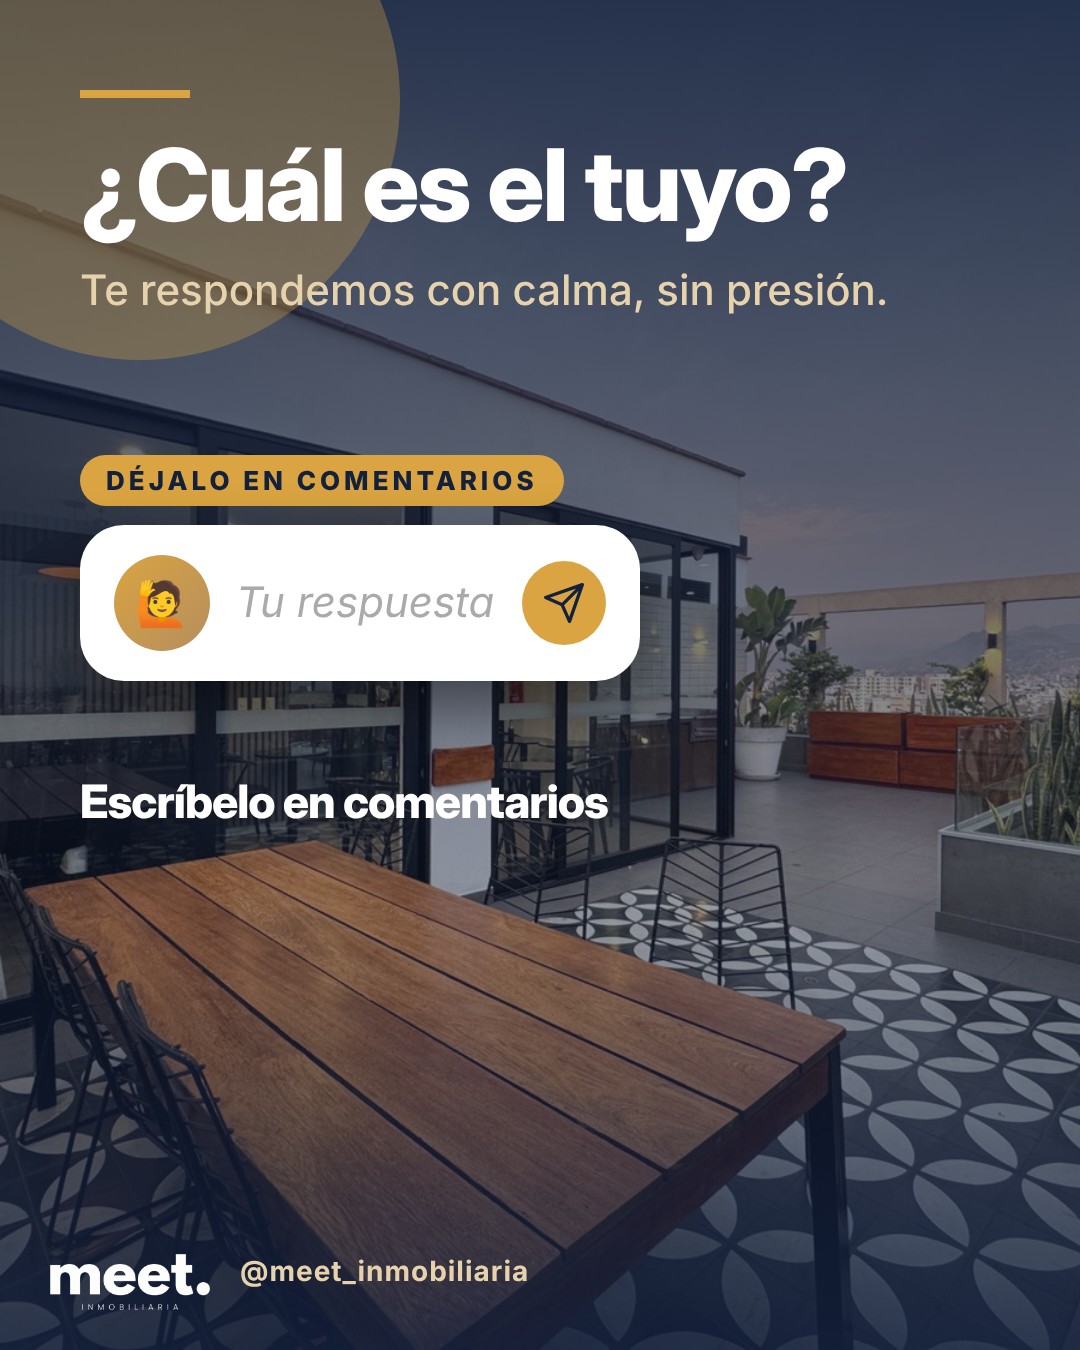 ¿Cuál es el tuyo?
Te respondemos con calma, sin presión.
DÉJALO EN COMENTARIOS
Tu respuesta
Escríbelo en comentarios
meet.
INMOBILIARIA
@meet_inmobiliaria